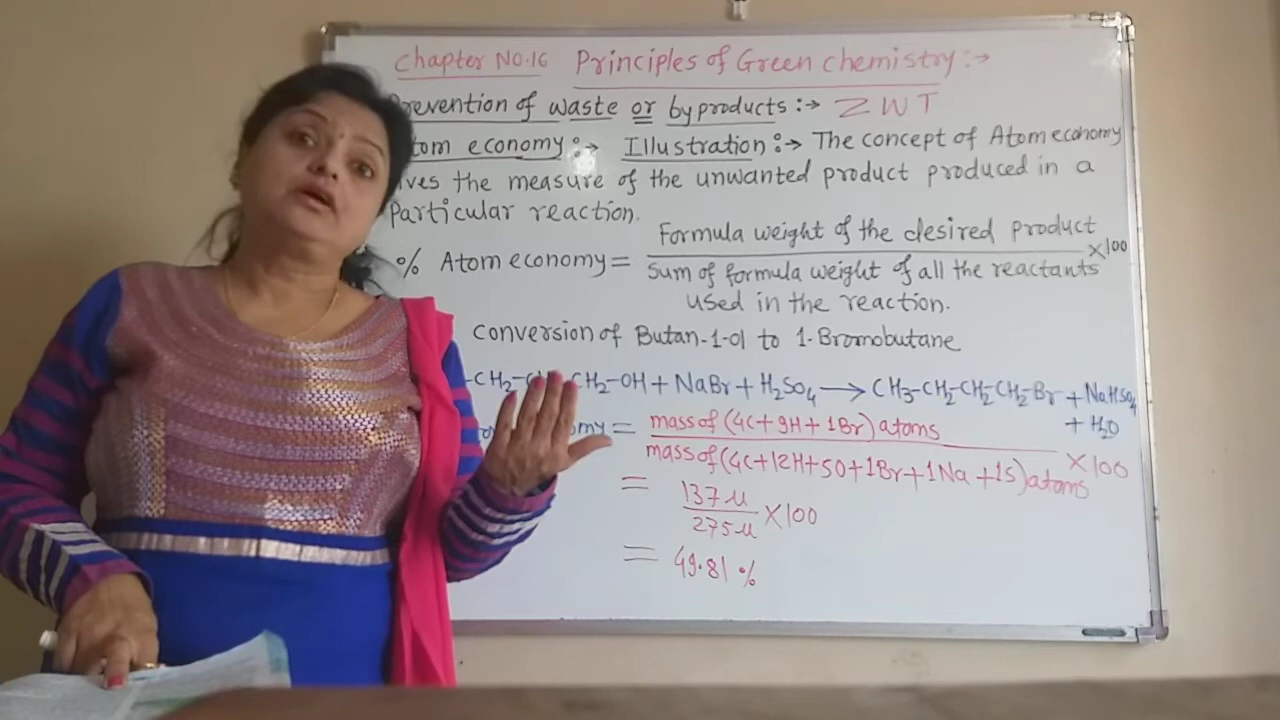 Chapter No.16 Principles of Green chemistry:→
Prevention of waste or byproducts:→ ZWT
tom economy:→ Illustration:→ The concept of Atom economy
ives the measure of the unwanted product produced in a
Particular reaction.
% Atom economy = Formula weight of the desired product
Sum of formula weight of all the reactants ×100
used in the reaction.
Conversion of Butan-1-ol to 1-Bromobutane
-CH2- CH2-OH + NaBr + H2SO4 → CH3-CH2-CH2-CH2-Br + NaHSO4
+ H2O
my = mass of (4C+9H+1Br) atoms
mass of (4C+12H+5O+1Br+1Na+1S) atoms ×100
= 137u
275u ×100
= 49.81 %